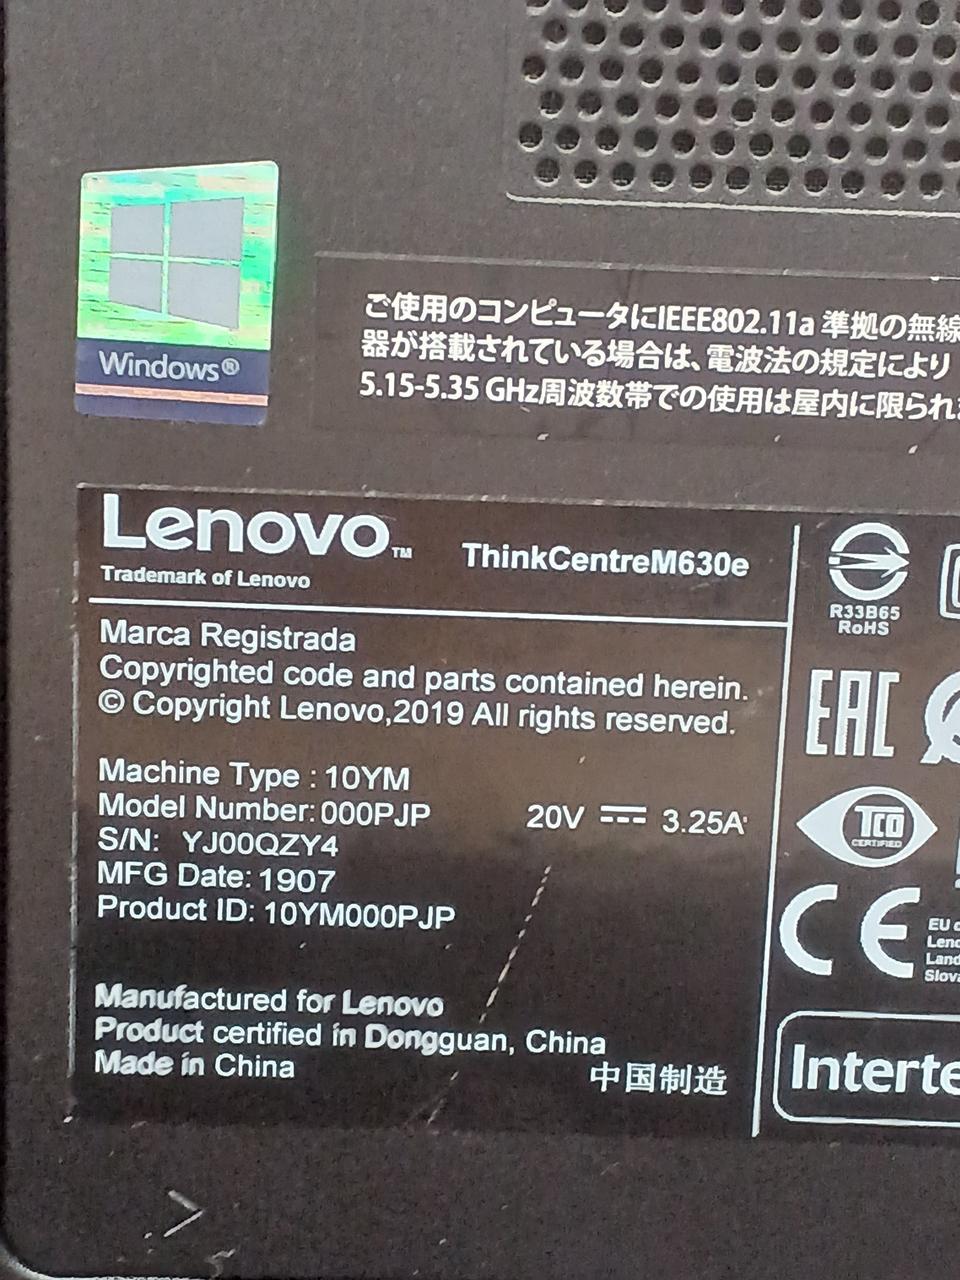 Windows®
ご使用のコンピュータにIEEE802.11a 準拠の無線
器が搭載されている場合は、電波法の規定により
5.15-5.35 GHz周波数帯での使用は屋内に限られ
Lenovo™
ThinkCentreM630e
Trademark of Lenovo
Marca Registrada
Copyrighted code and parts contained herein.
© Copyright Lenovo,2019 All rights reserved.
Machine Type : 10YM
Model Number: 000PJP
20V ⎓ 3.25A
S/N: YJ00QZY4
MFG Date: 1907
Product ID: 10YM000PJP
Manufactured for Lenovo
Product certified in Dongguan, China
Made in China
中国制造
R33B65
RoHS
EAC
TCO
CERTIFIED
CE
EU
Lenc
Land
Slova
Interte